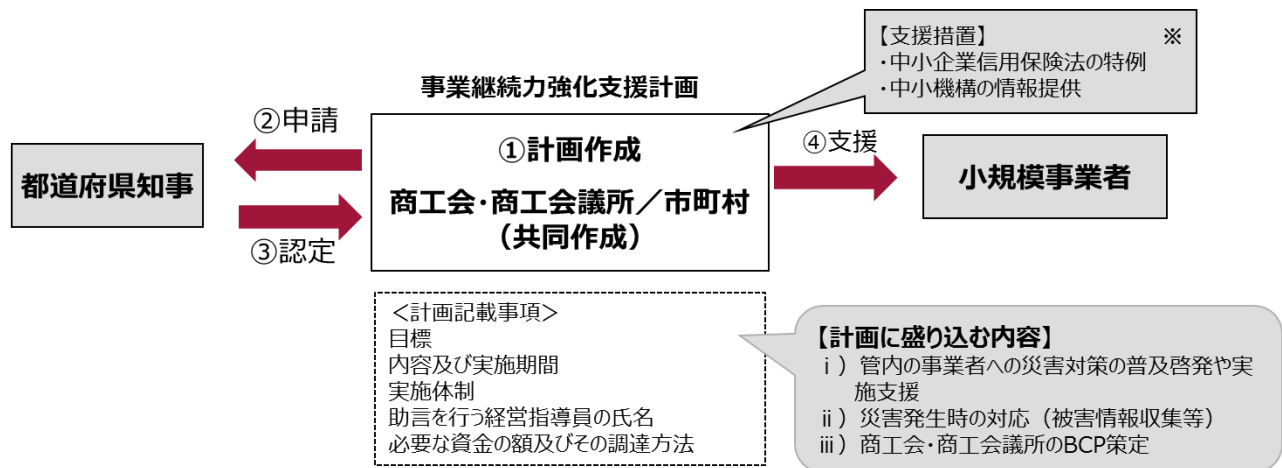 【支援措置】 ※
・中小企業信用保険法の特例
・中小機構の情報提供
事業継続力強化支援計画
②申請
①計画作成
④支援
都道府県知事
商工会・商工会議所／市町村
（共同作成）
小規模事業者
③認定
＜計画記載事項＞
目標
内容及び実施期間
実施体制
助言を行う経営指導員の氏名
必要な資金の額及びその調達方法
【計画に盛り込む内容】
ⅰ）管内の事業者への災害対策の普及啓発や実
施支援
ⅱ）災害発生時の対応（被害情報収集等）
ⅲ）商工会・商工会議所のBCP策定